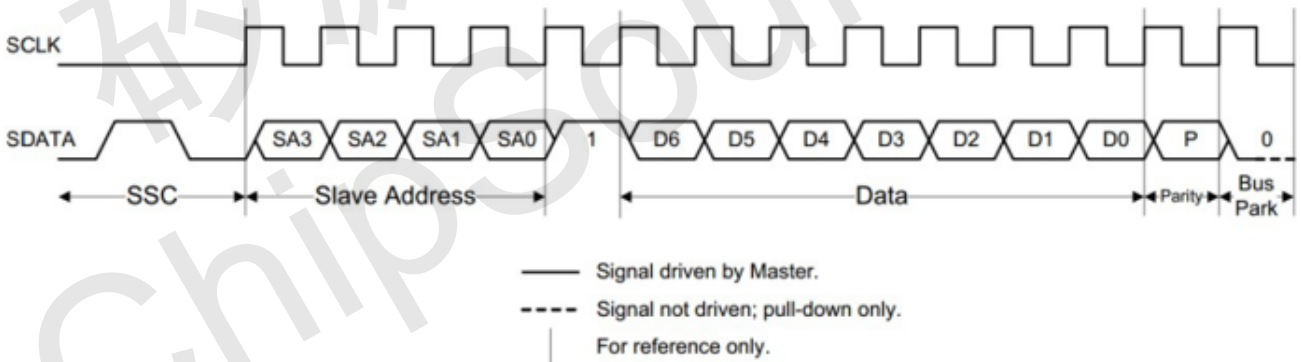 SCLK
SDATA SA3 SA2 SA1 SA0 1 D6 D5 D4 D3 D2 D1 D0 P 0
SSC Slave Address Data Parity Bus Park
Signal driven by Master.
Signal not driven; pull-down only.
For reference only.
ChipSour